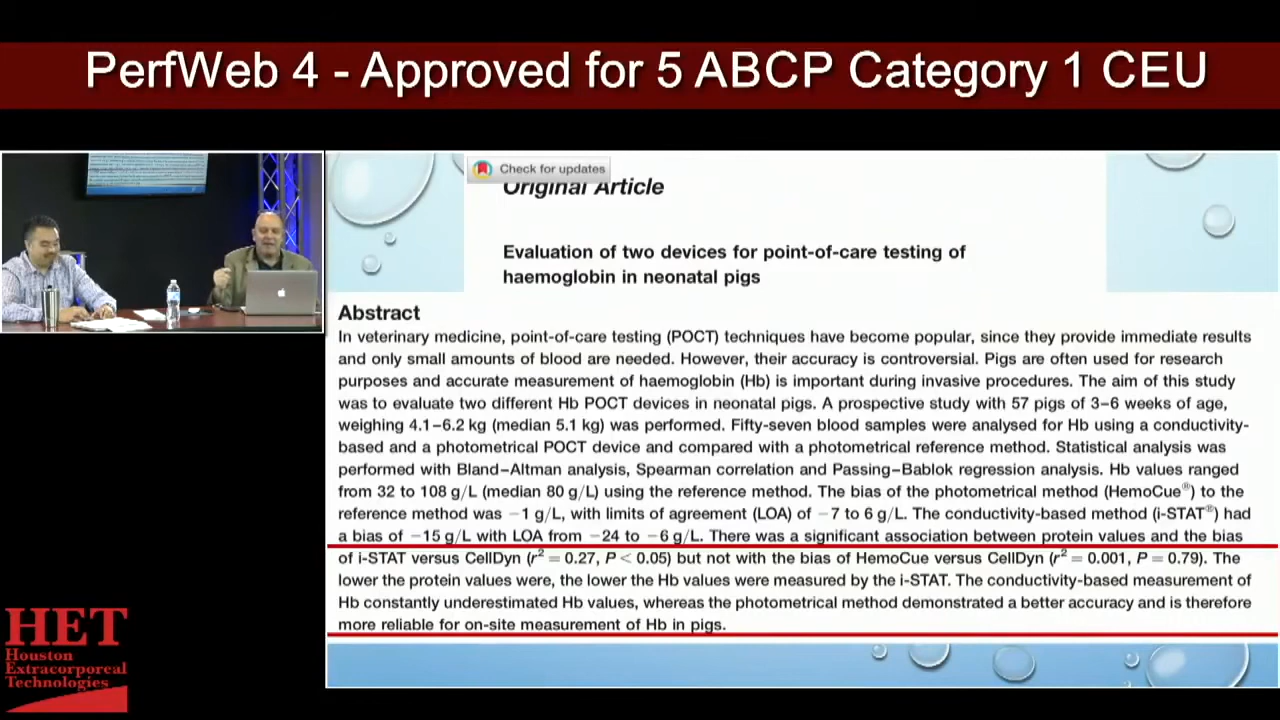 PerfWeb 4 - Approved for 5 ABCP Category 1 CEU
Check for updates
Original Article
Evaluation of two devices for point-of-care testing of
haemoglobin in neonatal pigs
Abstract
In veterinary medicine, point-of-care testing (POCT) techniques have become popular, since they provide immediate results
and only small amounts of blood are needed. However, their accuracy is controversial. Pigs are often used for research
purposes and accurate measurement of haemoglobin (Hb) is important during invasive procedures. The aim of this study
was to evaluate two different Hb POCT devices in neonatal pigs. A prospective study with 57 pigs of 3–6 weeks of age,
weighing 4.1–6.2 kg (median 5.1 kg) was performed. Fifty-seven blood samples were analysed for Hb using a conductivity-
based and a photometrical POCT device and compared with a photometrical reference method. Statistical analysis was
performed with Bland–Altman analysis, Spearman correlation and Passing–Bablok regression analysis. Hb values ranged
from 32 to 108 g/L (median 80 g/L) using the reference method. The bias of the photometrical method (HemoCue®) to the
reference method was −1 g/L, with limits of agreement (LOA) of −7 to 6 g/L. The conductivity-based method (i-STAT®) had
a bias of −15 g/L with LOA from −24 to −6 g/L. There was a significant association between protein values and the bias
of i-STAT versus CellDyn (r² = 0.27, P < 0.05) but not with the bias of HemoCue versus CellDyn (r² = 0.001, P = 0.79). The
lower the protein values were, the lower the Hb values were measured by the i-STAT. The conductivity-based measurement of
Hb constantly underestimated Hb values, whereas the photometrical method demonstrated a better accuracy and is therefore
more reliable for on-site measurement of Hb in pigs.
HET
Houston
Extracorporeal
Technologies